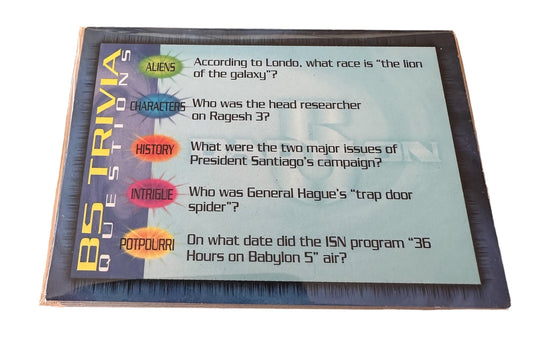 B5 TRIVIA
QUESTIONS
ALIENS
According to Londo, what race is "the lion
of the galaxy"?
CHARACTERS
Who was the head researcher
on Ragesh 3?
HISTORY
What were the two major issues of
President Santiago's campaign?
INTRIGUE
Who was General Hague's "trap door
spider"?
POTPOURRI
On what date did the ISN program "36
Hours on Babylon 5" air?